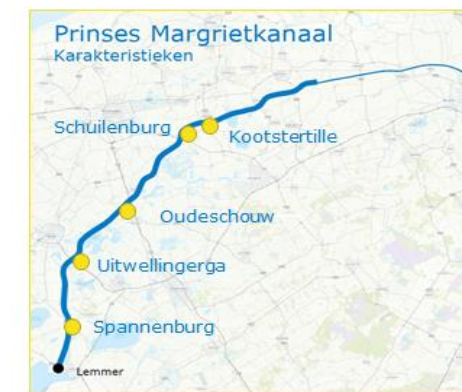 Prinses Margrietkanaal
Karakteristieken
Schuilenburg
Kootstertille
Oudeschouw
Uitwellingerga
Spannenburg
Lemmer